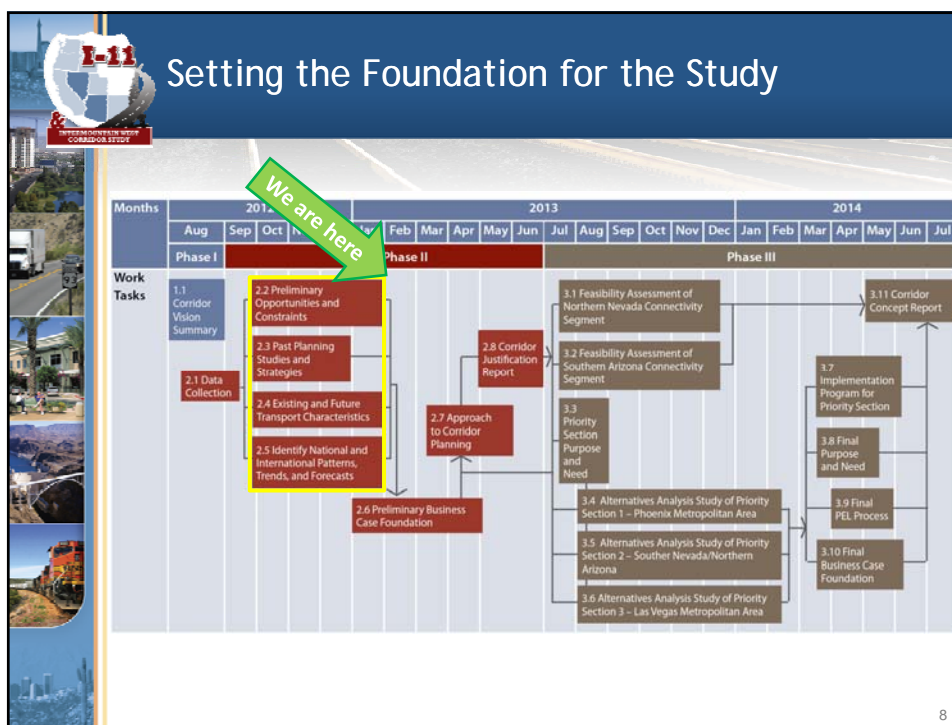 I-11
&
INTERMOUNTAIN WEST
CORRIDOR STUDY
Setting the Foundation for the Study
We are here
Months
2012
2013
2014
Aug Sep Oct Feb Mar Apr May Jun Jul Aug Sep Oct Nov Dec Jan Feb Mar Apr May Jun Jul
Phase I
Phase II
Phase III
Work
Tasks
1.1
Corridor
Vision
Summary
2.1 Data
Collection
2.2 Preliminary
Opportunities and
Constraints
2.3 Past Planning
Studies and
Strategies
2.4 Existing and Future
Transport Characteristics
2.5 Identify National and
International Patterns,
Trends, and Forecasts
2.6 Preliminary Business
Case Foundation
2.7 Approach
to Corridor
Planning
2.8 Corridor
Justification
Report
3.1 Feasibility Assessment of
Northern Nevada Connectivity
Segment
3.2 Feasibility Assessment of
Southern Arizona Connectivity
Segment
3.3
Priority
Section
Purpose
and
Need
3.4 Alternatives Analysis Study of Priority
Section 1 – Phoenix Metropolitan Area
3.5 Alternatives Analysis Study of Priority
Section 2 – Souther Nevada/Northern
Arizona
3.6 Alternatives Analysis Study of Priority
Section 3 – Las Vegas Metropolitan Area
3.11 Corridor
Concept Report
3.7
Implementation
Program for
Priority Section
3.8 Final
Purpose
and Need
3.9 Final
PEL Process
3.10 Final
Business Case
Foundation
93
8